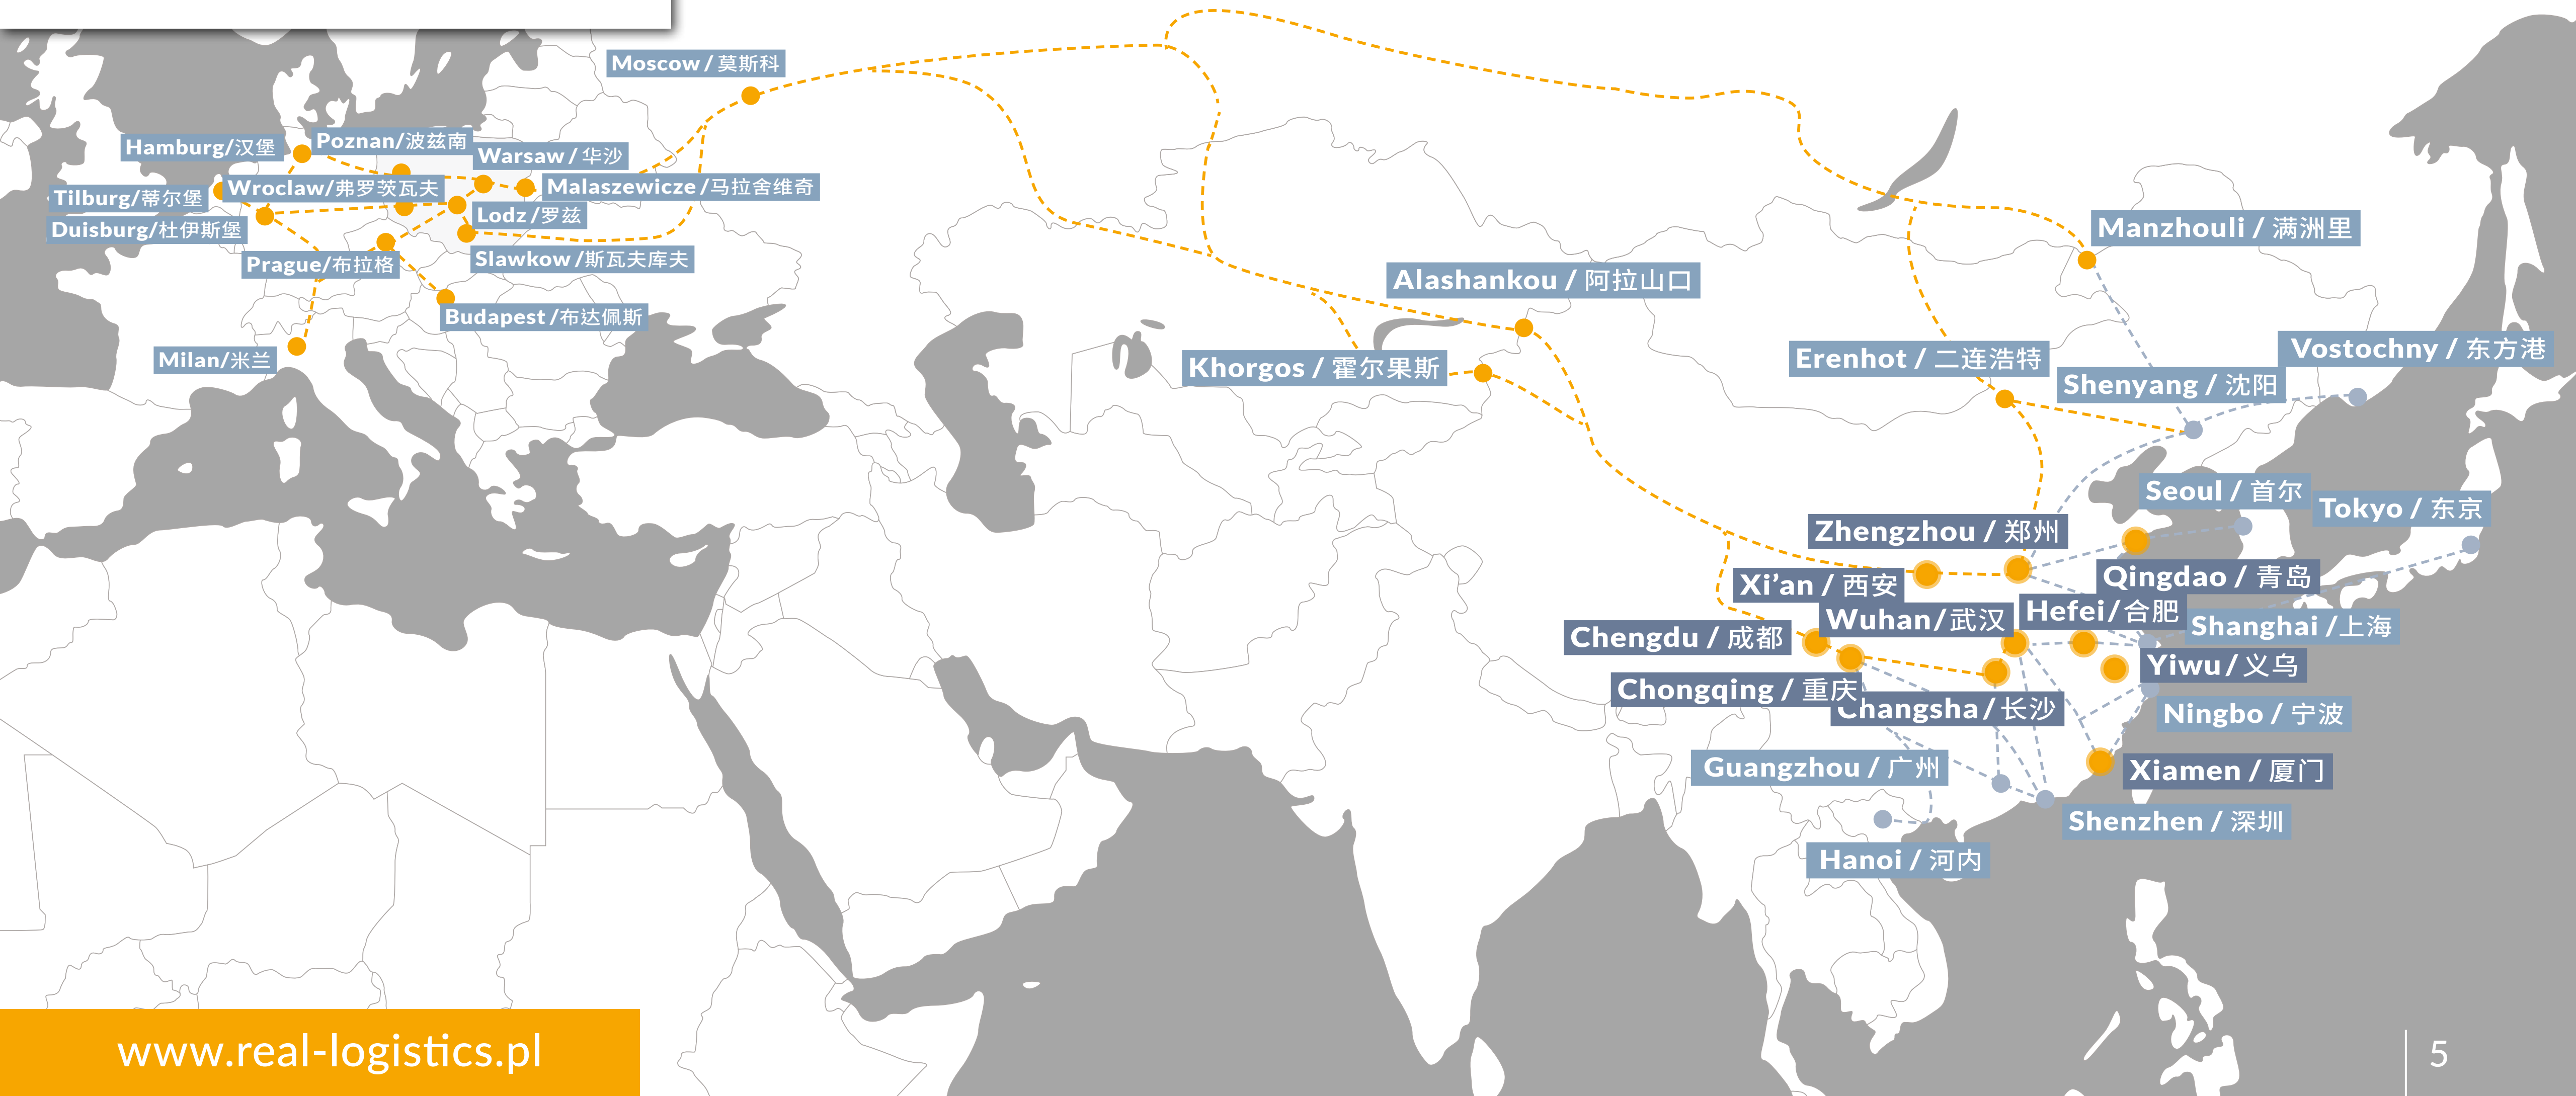 Moscow / 莫斯科
Hamburg/汉堡
Poznan/波兹南
Warsaw / 华沙
Tilburg/蒂尔堡
Wroclaw/弗罗茨瓦夫
Malaszewicze /马拉舍维奇
Duisburg/杜伊斯堡
Lodz /罗兹
Prague/布拉格
Slawkow /斯瓦夫库夫
Budapest /布达佩斯
Milan/米兰
Manzhouli / 满洲里
Alashankou / 阿拉山口
Khorgos / 霍尔果斯
Erenhot / 二连浩特
Vostochny / 东方港
Shenyang / 沈阳
Seoul / 首尔
Tokyo / 东京
Zhengzhou / 郑州
Xi’an / 西安
Qingdao / 青岛
Wuhan/武汉
Hefei/合肥
Shanghai /上海
Chengdu / 成都
Yiwu/义乌
Chongqing / 重庆
Changsha/长沙
Ningbo / 宁波
Guangzhou / 广州
Xiamen / 厦门
Shenzhen / 深圳
Hanoi / 河内
www.real-logistics.pl
5